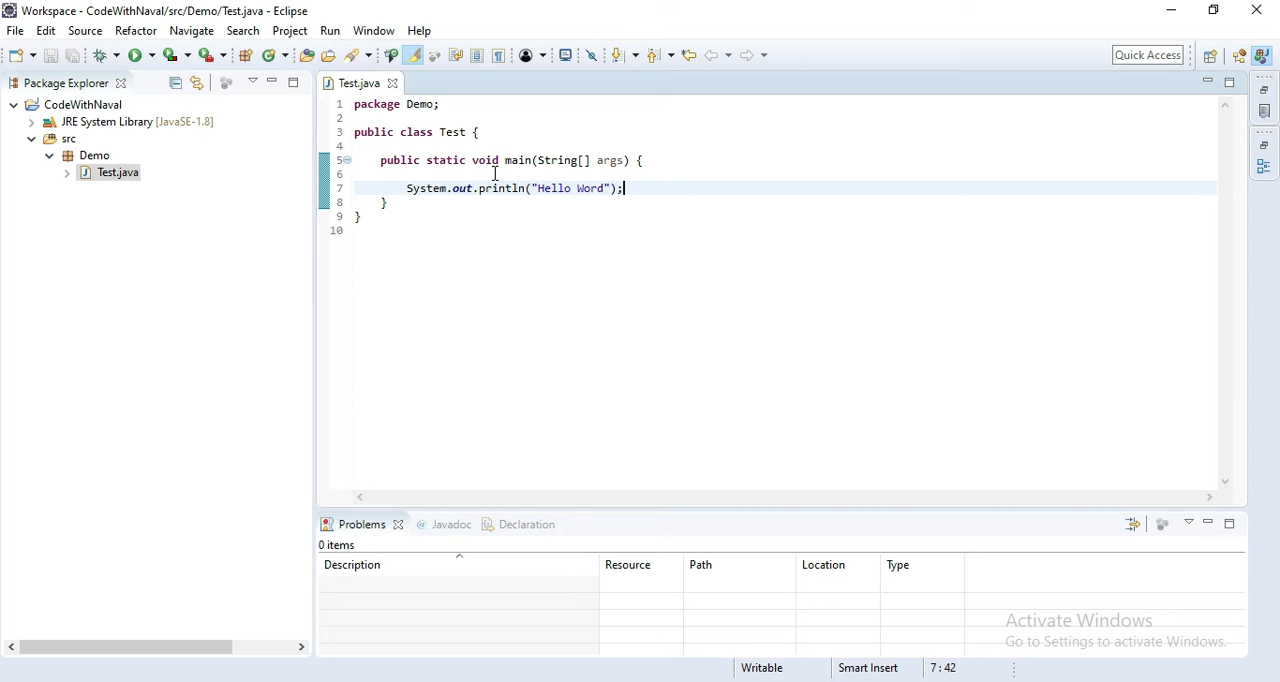 Workspace - CodeWithNaval/src/Demo/Test.java - Eclipse
File Edit Source Refactor Navigate Search Project Run Window Help
Quick Access
Package Explorer
CodeWithNaval
JRE System Library [JavaSE-1.8]
src
Demo
Test.java
Test.java
1 package Demo;
2
3 public class Test {
4
5 public static void main(String[] args) {
6
7 System.out.println("Hello Word");
8 }
9 }
10
Problems @ Javadoc Declaration
0 items
Description Resource Path Location Type
Activate Windows
Go to Settings to activate Windows.
Writable Smart Insert 7:42